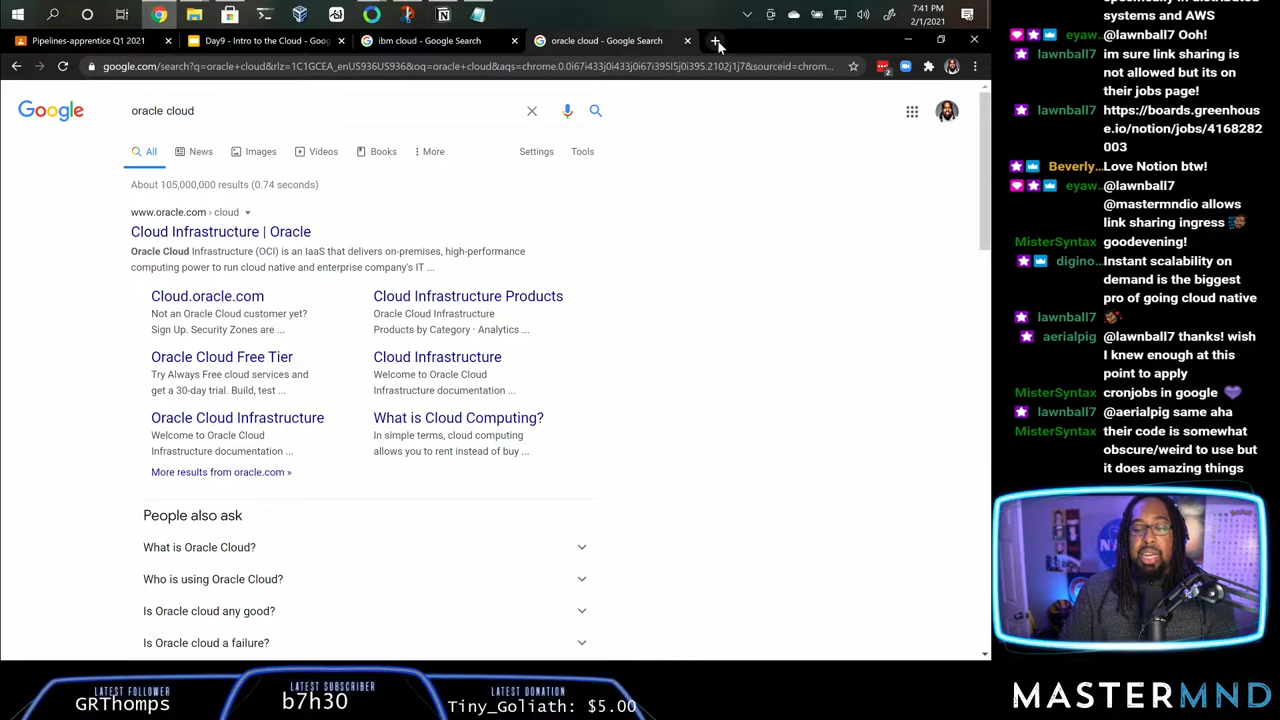 7:41 PM
2/1/2021
Pipelines-apprentice Q1 2021
Day9 - Intro to the Cloud - Goog
ibm cloud - Google Search
oracle cloud - Google Search
google.com/search?q=oracle+cloud&rlz=1C1GCEA_enUS936US936&oq=oracle+cloud&aqs=chrome.0.0i67i433j0i433j0i67i395l5j0i395.2102j1j7&sourceid=chrom...
2
Google
oracle cloud
All
News
Images
Videos
Books
More
Settings
Tools
About 105,000,000 results (0.74 seconds)
www.oracle.com › cloud
Cloud Infrastructure | Oracle
Oracle Cloud Infrastructure (OCI) is an IaaS that delivers on-premises, high-performance
computing power to run cloud native and enterprise company's IT ...
Cloud.oracle.com
Not an Oracle Cloud customer yet?
Sign Up. Security Zones are ...
Cloud Infrastructure Products
Oracle Cloud Infrastructure
Products by Category · Analytics ...
Oracle Cloud Free Tier
Try Always Free cloud services and
get a 30-day trial. Build, test ...
Cloud Infrastructure
Welcome to Oracle Cloud
Infrastructure documentation ...
Oracle Cloud Infrastructure
Welcome to Oracle Cloud
Infrastructure documentation ...
What is Cloud Computing?
In simple terms, cloud computing
allows you to rent instead of buy ...
More results from oracle.com »
People also ask
What is Oracle Cloud?
Who is using Oracle Cloud?
Is Oracle cloud any good?
Is Oracle cloud a failure?
specifically in distributed
systems and AWS
eyaw.. @lawnball7 Ooh!
lawnball7 im sure link sharing is
not allowed but its on
their jobs page!
lawnball7 https://boards.greenhous
e.io/notion/jobs/4168282
003
Beverly... Love Notion btw!
eyaw.. @lawnball7
@mastermndio allows
link sharing ingress
MisterSyntax goodevening!
digino... Instant scalability on
demand is the biggest
pro of going cloud native
lawnball7
aerialpig @lawnball7 thanks! wish
I knew enough at this
point to apply
MisterSyntax cronjobs in google
lawnball7 @aerialpig same aha
MisterSyntax their code is somewhat
obscure/weird to use but
it does amazing things
LATEST FOLLOWER
GRThomps
LATEST SUBSCRIBER
b7h30
LATEST DONATION
Tiny_Goliath: $5.00
MASTERMND